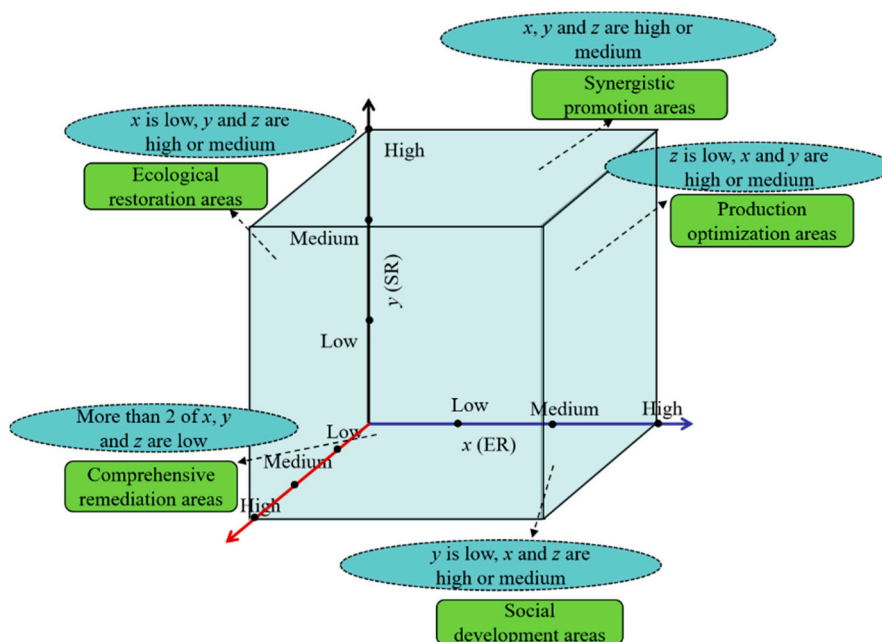 x, y and z are high or
medium
Synergistic
promotion areas
x is low, y and z are
high or medium
Ecological
restoration areas
High
z is low, x and y are
high or medium
Production
optimization areas
Medium
y (SR)
Low
More than 2 of x, y
and z are low
Comprehensive
remediation areas
Low
Medium
High
Low
Medium
High
x (ER)
y is low, x and z are
high or medium
Social
development areas